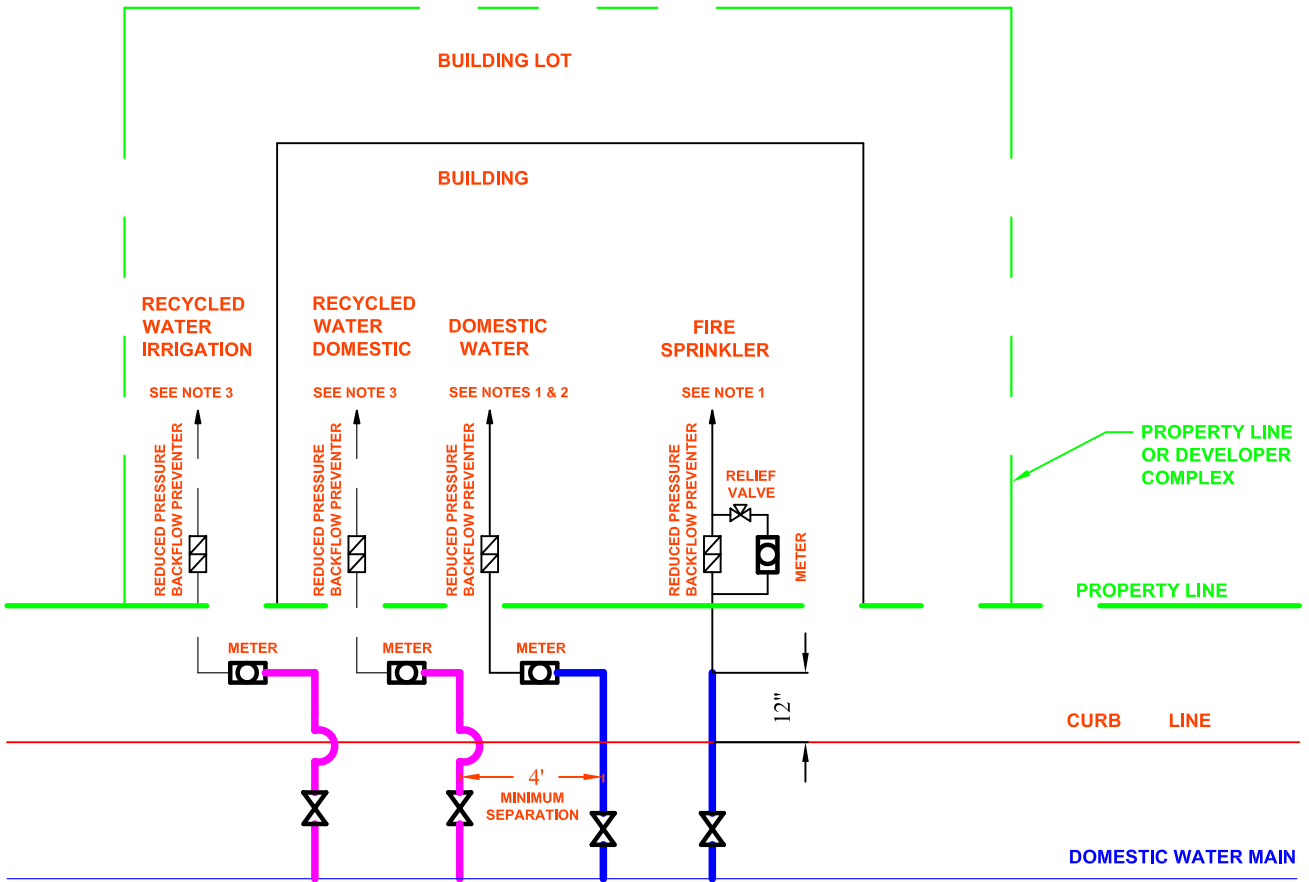 BUILDING LOT
BUILDING
RECYCLED
WATER
IRRIGATION
SEE NOTE 3
RECYCLED
WATER
DOMESTIC
SEE NOTE 3
DOMESTIC
WATER
SEE NOTES 1 & 2
FIRE
SPRINKLER
SEE NOTE 1
REDUCED PRESSURE
BACKFLOW PREVENTER
REDUCED PRESSURE
BACKFLOW PREVENTER
REDUCED PRESSURE
BACKFLOW PREVENTER
REDUCED PRESSURE
BACKFLOW PREVENTER
RELIEF
VALVE
METER
PROPERTY LINE
OR DEVELOPER
COMPLEX
PROPERTY LINE
METER
METER
METER
12"
CURB LINE
4'
MINIMUM
SEPARATION
DOMESTIC WATER MAIN